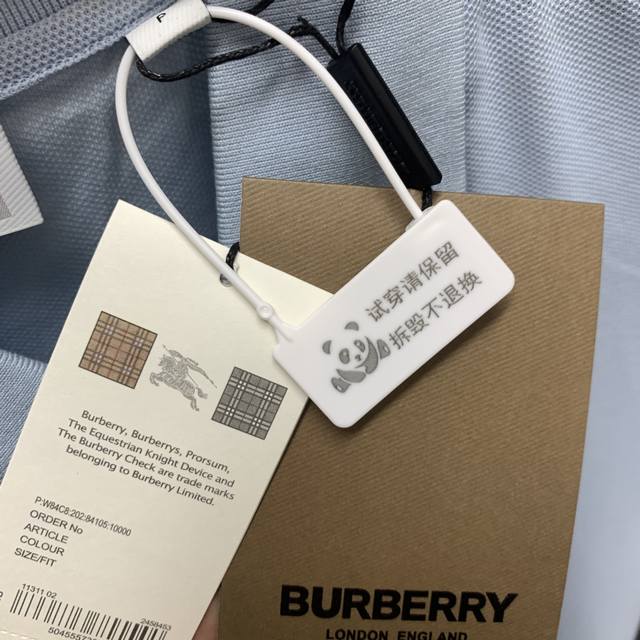 试穿请保留
拆毁不退换
Burberry, Burberrys, Prorsum,
The Equestrian Knight Device and
The Burberry Check are trade marks
belonging to Burberry Limited.
P-W84C8:202:84105:10000
ORDER No
ARTICLE
COLOUR
SIZE/FIT
11311.02
2458453
BURBERRY
LONDON ENGLAND